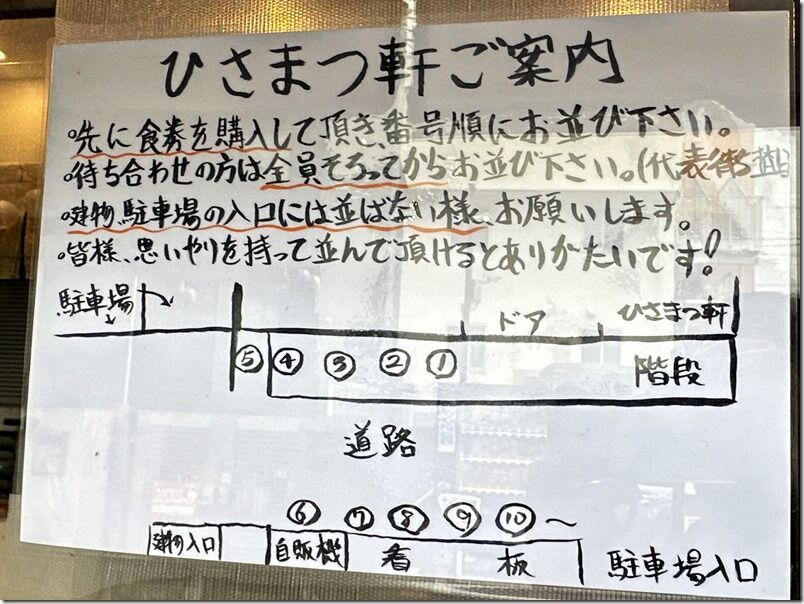 ひさまつ軒ご案内
・先に食券を購入して頂き番号順にお並び下さい。
・待ち合わせの方は全員そろってからお並び下さい。(代表待ち
・建物、駐車場の入口には並ばない様、お願いします。
・皆様、思いやりを持って並んで頂けるとありがたいです!
駐車場 ドア ひさまつ軒
⑤ ④ ③ ② ① 階段
道路
⑥ ⑦ ⑧ ⑨ ⑩ ～
建物入口 自販機 看 板 駐車場入口